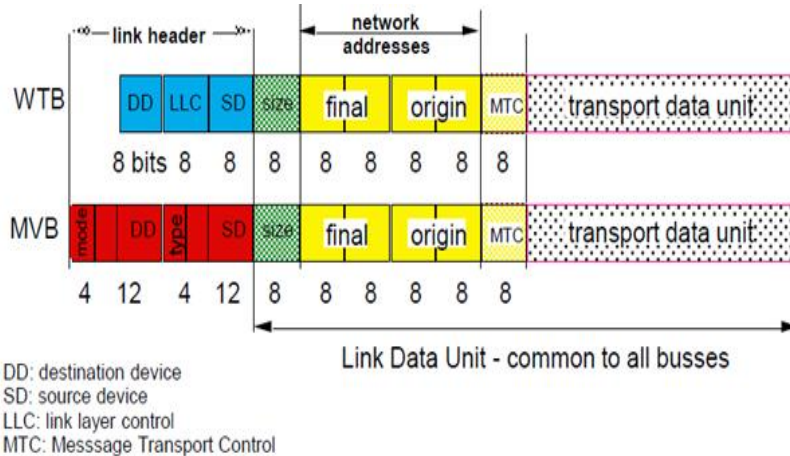 link header
network
addresses
WTB DD LLC SD size final origin MTC transport data unit
8 bits 8 8 8 8 8 8 8 8
MVB mode DD type SD size final origin MTC transport data unit
4 12 4 12 8 8 8 8 8 8
Link Data Unit - common to all busses
DD: destination device
SD: source device
LLC: link layer control
MTC: Messsage Transport Control